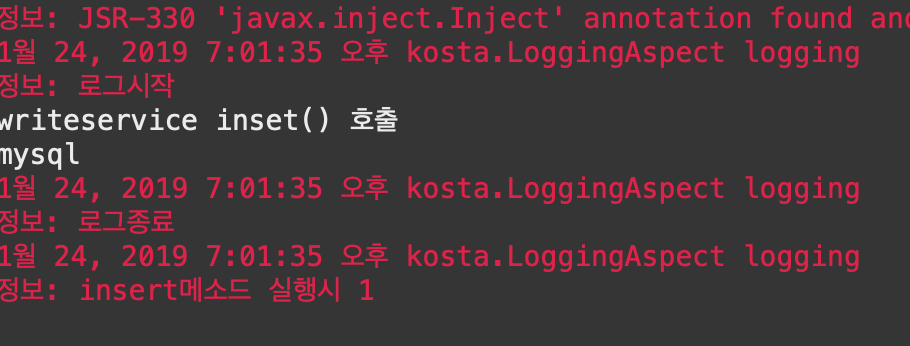 정보: JSR-330 'javax.inject.Inject' annotation found and
1월 24, 2019 7:01:35 오후 kosta.LoggingAspect logging
정보: 로그시작
writeservice inset() 호출
mysql
1월 24, 2019 7:01:35 오후 kosta.LoggingAspect logging
정보: 로그종료
1월 24, 2019 7:01:35 오후 kosta.LoggingAspect logging
정보: insert메소드 실행시 1